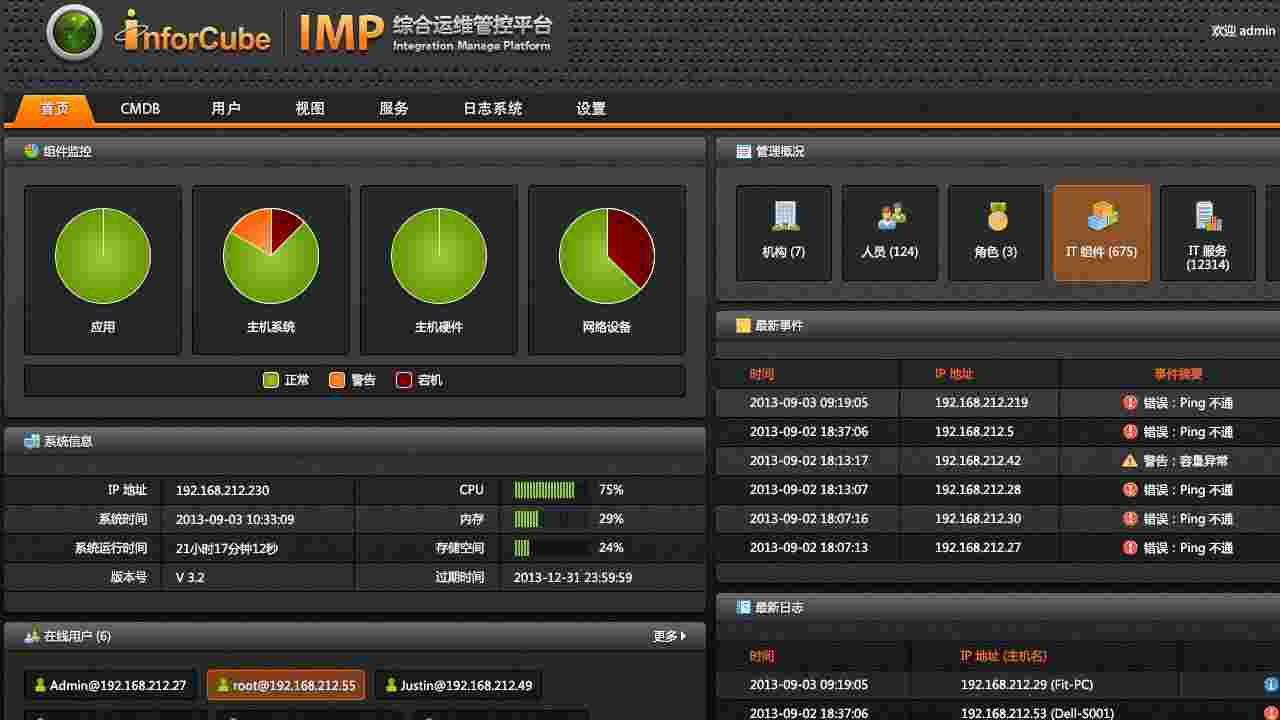 inforCube IMP 综合运维管控平台
Integration Manage Platform
欢迎 admin
首页 CMDB 用户 视图 服务 日志系统 设置
组件监控
应用 主机系统 主机硬件 网络设备
正常 警告 宕机
系统信息
IP 地址 192.168.212.230 CPU 75%
系统时间 2013-09-03 10:33:09 内存 29%
系统运行时间 21小时17分钟12秒 存储空间 24%
版本号 V 3.2 过期时间 2013-12-31 23:59:59
在线用户 (6) 更多
Admin@192.168.212.27 root@192.168.212.55 Justin@192.168.212.49
管理概况
机构 (7) 人员 (124) 角色 (3) IT 组件 (675) IT 服务
(12314)
最新事件
时间 IP 地址 事件摘要
2013-09-03 09:19:05 192.168.212.219 错误：Ping 不通
2013-09-02 18:37:06 192.168.212.5 错误：Ping 不通
2013-09-02 18:13:17 192.168.212.42 警告：容量异常
2013-09-02 18:13:07 192.168.212.28 错误：Ping 不通
2013-09-02 18:07:16 192.168.212.30 错误：Ping 不通
2013-09-02 18:07:13 192.168.212.27 错误：Ping 不通
最新日志
时间 IP 地址 (主机名)
2013-09-03 09:19:05 192.168.212.29 (Fit-PC)
2013-09-02 18:37:06 192.168.212.53 (Dell-S001)